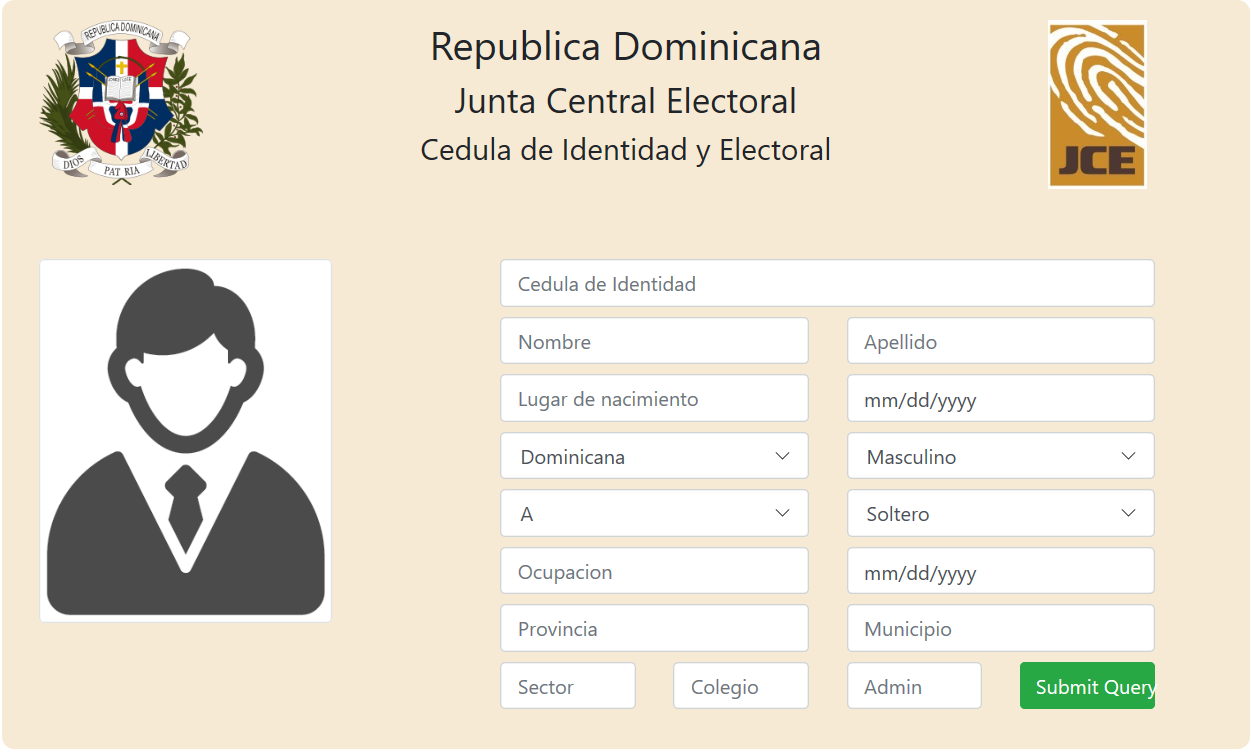 REPUBLICA DOMINICANA
DIOS PATRIA LIBERTAD
Republica Dominicana
Junta Central Electoral
Cedula de Identidad y Electoral
JCE
Cedula de Identidad
Nombre Apellido
Lugar de nacimiento mm/dd/yyyy
Dominicana Masculino
A Soltero
Ocupacion mm/dd/yyyy
Provincia Municipio
Sector Colegio Admin Submit Query